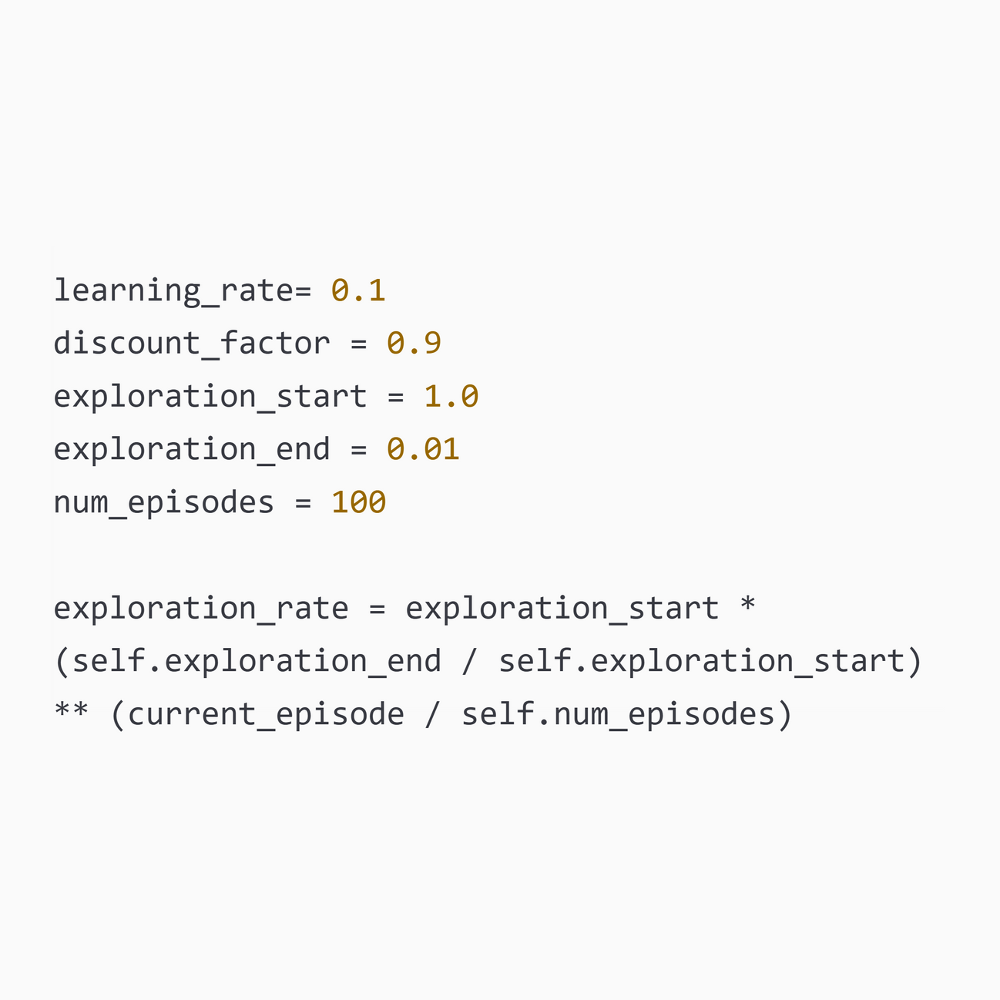 learning_rate= 0.1
discount_factor = 0.9
exploration_start = 1.0
exploration_end = 0.01
num_episodes = 100
exploration_rate = exploration_start *
(self.exploration_end / self.exploration_start)
** (current_episode / self.num_episodes)